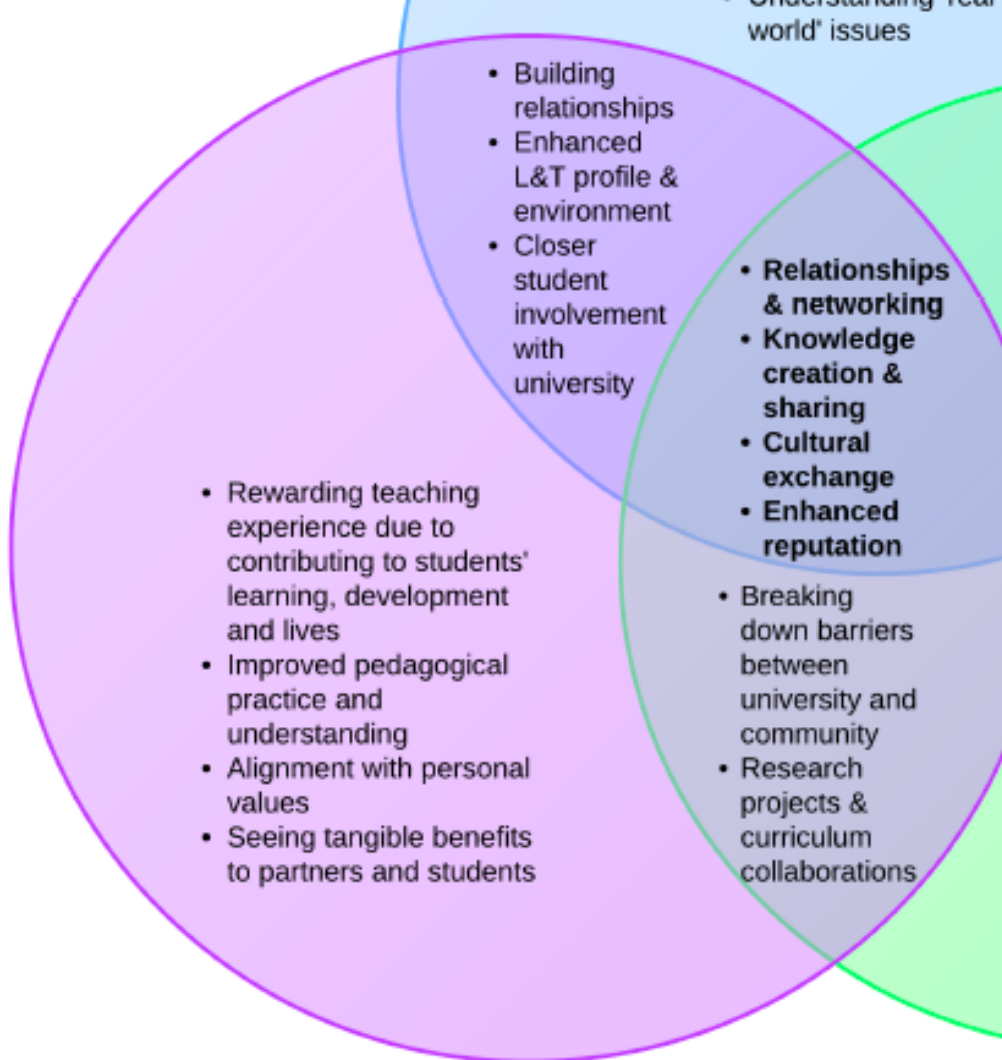 world' issues
• Building
relationships
• Enhanced
L&T profile &
environment
• Closer
student
involvement
with
university
• Relationships
& networking
• Knowledge
creation &
sharing
• Cultural
exchange
• Enhanced
reputation
• Rewarding teaching
experience due to
contributing to students'
learning, development
and lives
• Improved pedagogical
practice and
understanding
• Alignment with personal
values
• Seeing tangible benefits
to partners and students
• Breaking
down barriers
between
university and
community
• Research
projects &
curriculum
collaborations